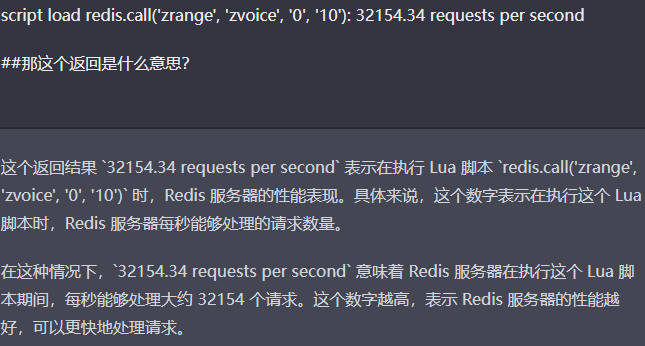 script load redis.call('zrange', 'zvoice', '0', '10'): 32154.34 requests per second
##那这个返回是什么意思?
这个返回结果 `32154.34 requests per second` 表示在执行 Lua 脚本 `redis.call('zrange',
'zvoice', '0', '10')` 时，Redis 服务器的性能表现。具体来说，这个数字表示在执行这个 Lua
脚本时，Redis 服务器每秒能够处理的请求数量。
在这种情况下，`32154.34 requests per second` 意味着 Redis 服务器在执行这个 Lua 脚
本期间，每秒能够处理大约 32154 个请求。这个数字越高，表示 Redis 服务器的性能越
好，可以更快地处理请求。